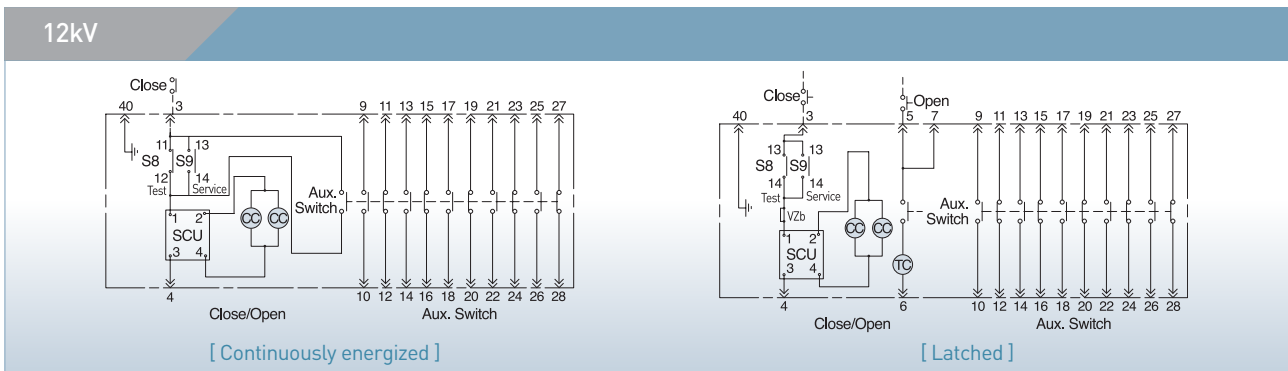 12kV
Close
40 3 9 11 13 15 17 19 21 23 25 27
11 13
S8 S9
12 14
Test Service
Aux.
Switch
CC CC
1 2
SCU
3 4
4 10 12 14 16 18 20 22 24 26 28
Close/Open Aux. Switch
[ Continuously energized ]
Close Open
40 3 5 7 9 11 13 15 17 19 21 23 25 27
13 13
S8 S9
14 14
Test Service
VZb
Aux.
Switch
CC CC
1 2
SCU
3 4
TC
4 6 10 12 14 16 18 20 22 24 26 28
Close/Open Aux. Switch
[ Latched ]